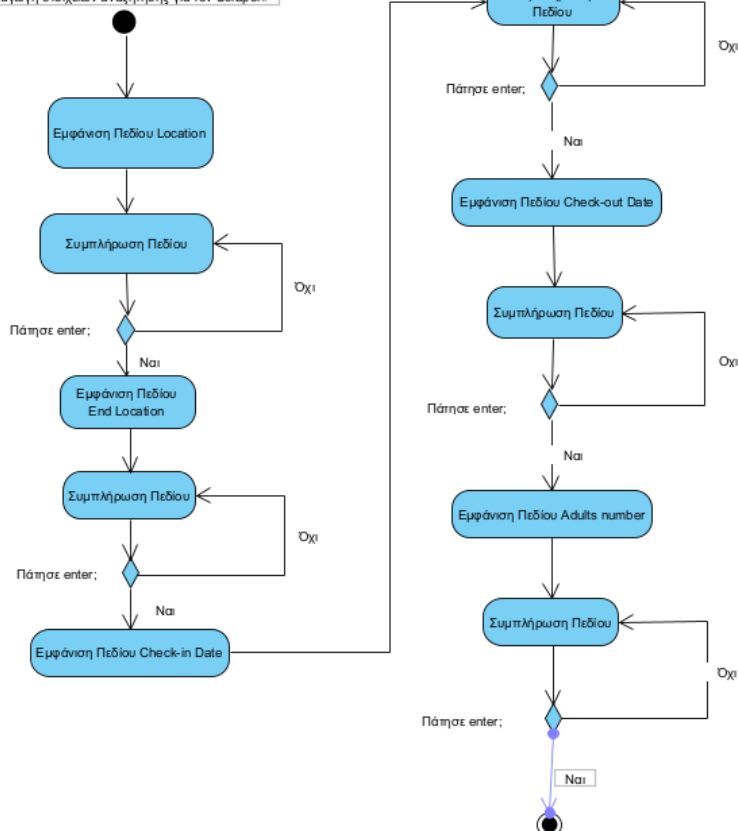 Εμφάνιση Πεδίου Location
Συμπλήρωση Πεδίου
Όχι
Πάτησε enter;
Ναι
Εμφάνιση Πεδίου
End Location
Συμπλήρωση Πεδίου
Όχι
Πάτησε enter;
Ναι
Εμφάνιση Πεδίου Check-in Date
Πεδίου
Όχι
Πάτησε enter;
Ναι
Εμφάνιση Πεδίου Check-out Date
Συμπλήρωση Πεδίου
Οχι
Πάτησε enter;
Ναι
Εμφάνιση Πεδίου Adults number
Συμπλήρωση Πεδίου
Όχι
Πάτησε enter;
Ναι